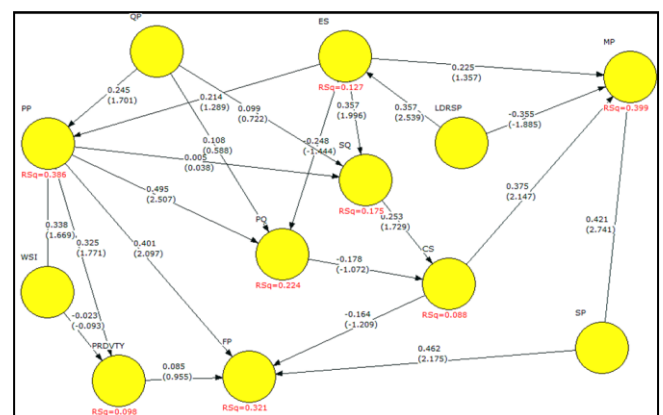 QP
ES
MP
0.225
(1.357)
0.245
(1.701)
RSq=0.127
0.214
(1.289)
0.099
(0.722)
LDRSP
RSq=0.399
PP
0.357
(1.996)
0.357
(2.539)
-0.355
(-1.885)
0.108
(0.588)
-0.248
(-1.444)
SQ
0.005
(0.038)
RSq=0.386
0.375
(2.147)
0.495
(2.507)
RSq=0.175
PQ
0.253
(1.729)
0.421
(2.741)
0.338
(1.669)
0.325
(1.771)
0.401
(2.097)
CS
WSI
-0.178
(-1.072)
RSq=0.224
RSq=0.088
SP
-0.023
(-0.093)
-0.164
(-1.209)
PRDVTY
FP
0.462
(2.175)
0.085
(0.955)
RSq=0.098
RSq=0.321